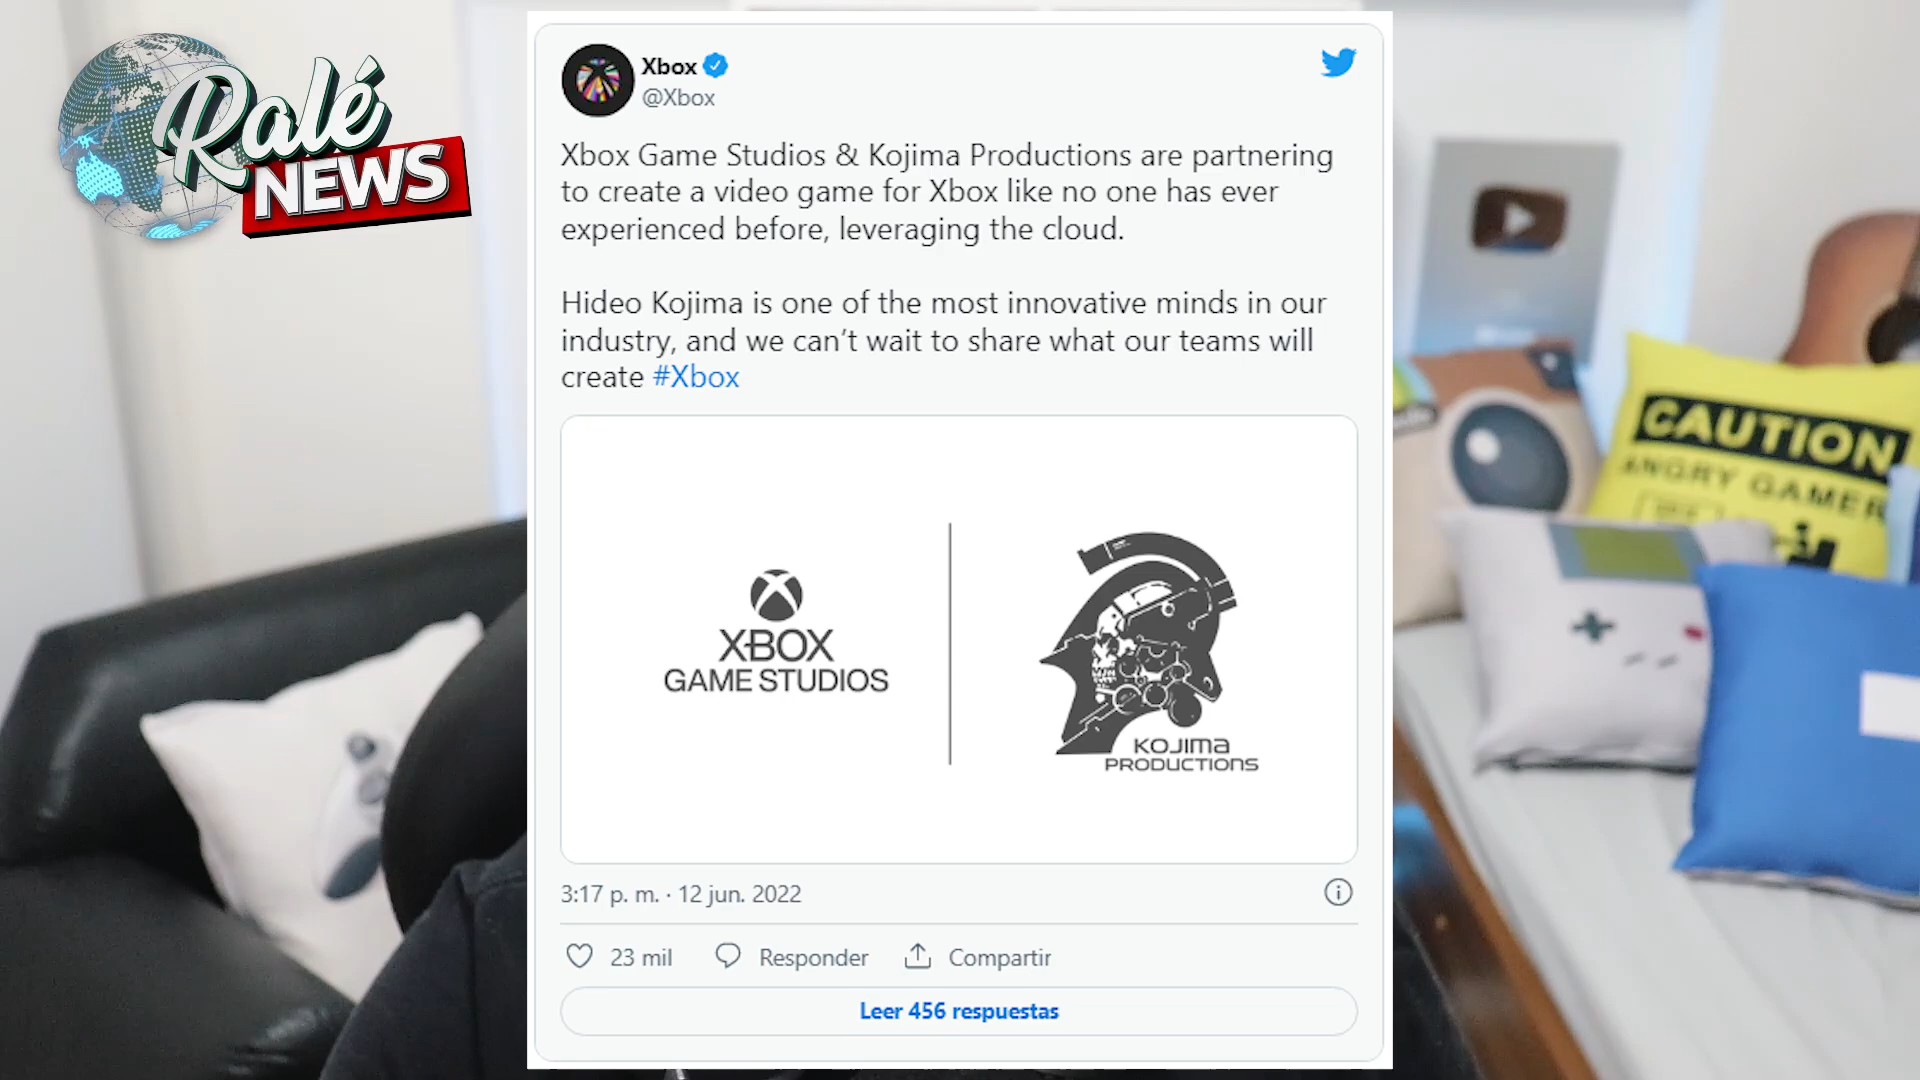 Ralé
NEWS
Xbox
@Xbox
Xbox Game Studios & Kojima Productions are partnering
to create a video game for Xbox like no one has ever
experienced before, leveraging the cloud.
Hideo Kojima is one of the most innovative minds in our
industry, and we can’t wait to share what our teams will
create #Xbox
XBOX
GAME STUDIOS
KOJIMA
PRODUCTIONS
3:17 p. m. · 12 jun. 2022
23 mil
Responder
Compartir
Leer 456 respuestas
CAUTION
ANGRY GAMER